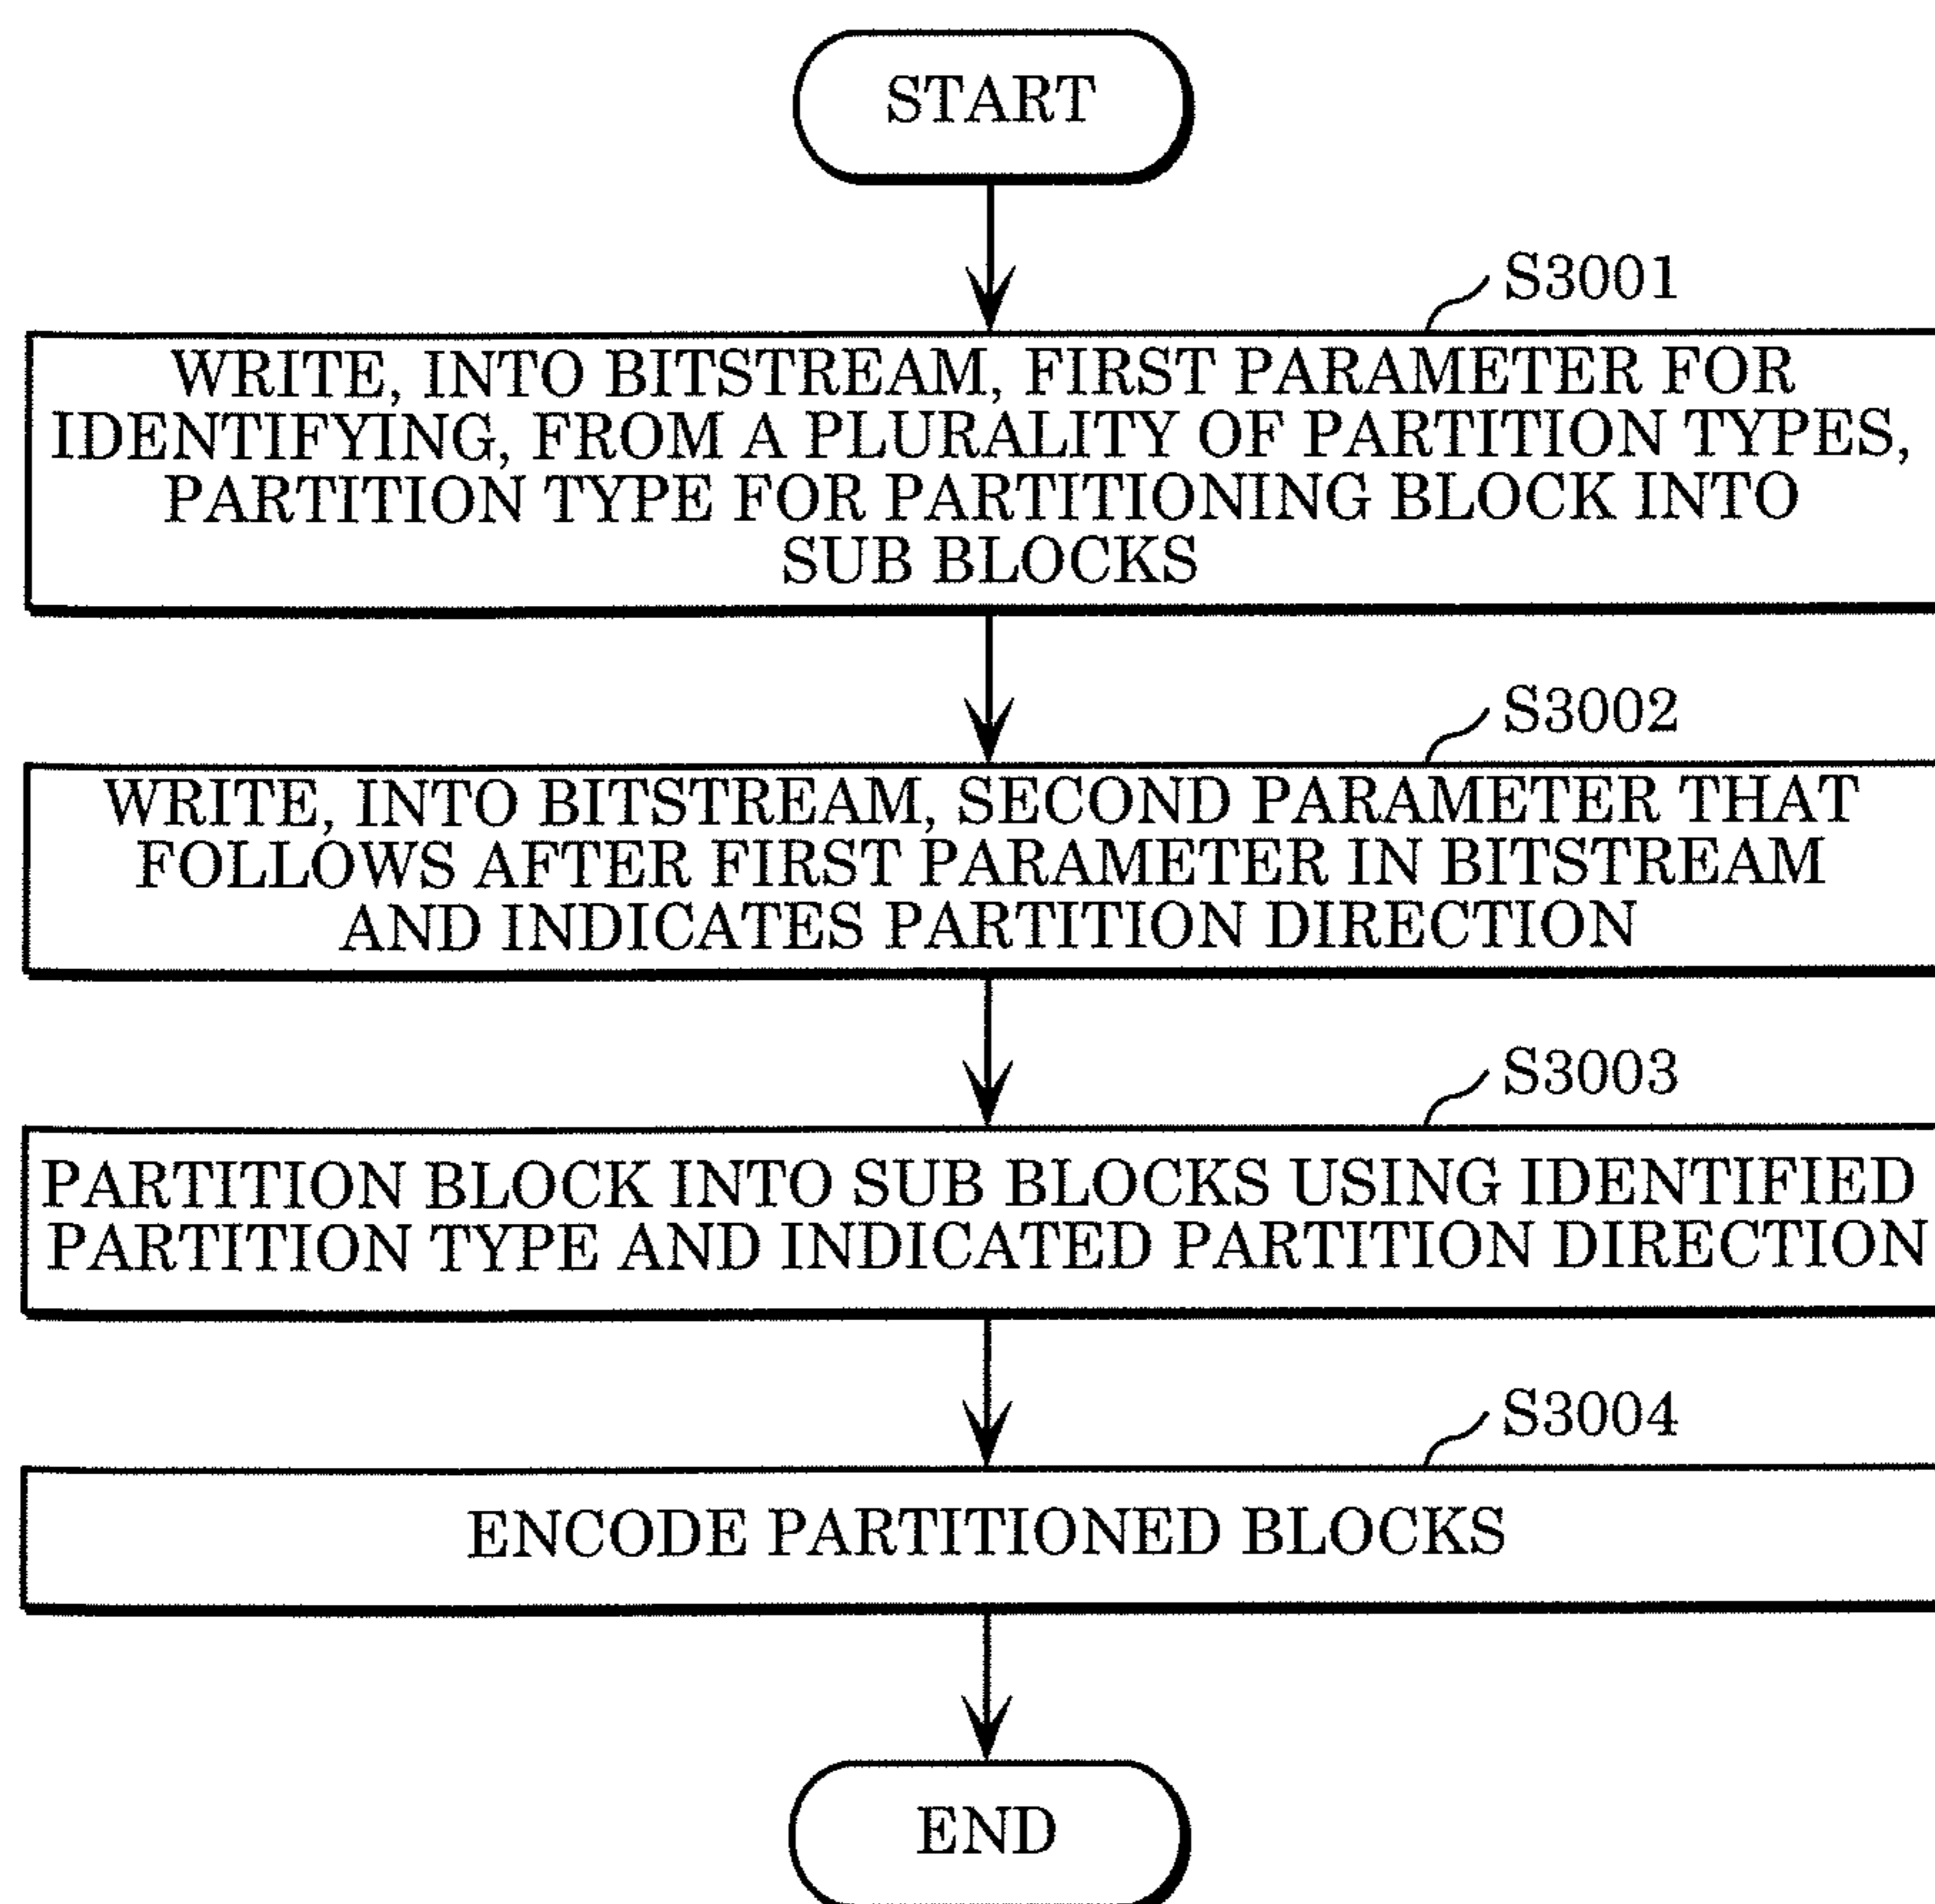 START
S3001
WRITE, INTO BITSTREAM, FIRST PARAMETER FOR
IDENTIFYING, FROM A PLURALITY OF PARTITION TYPES,
PARTITION TYPE FOR PARTITIONING BLOCK INTO
SUB BLOCKS
S3002
WRITE, INTO BITSTREAM, SECOND PARAMETER THAT
FOLLOWS AFTER FIRST PARAMETER IN BITSTREAM
AND INDICATES PARTITION DIRECTION
S3003
PARTITION BLOCK INTO SUB BLOCKS USING IDENTIFIED
PARTITION TYPE AND INDICATED PARTITION DIRECTION
S3004
ENCODE PARTITIONED BLOCKS
END